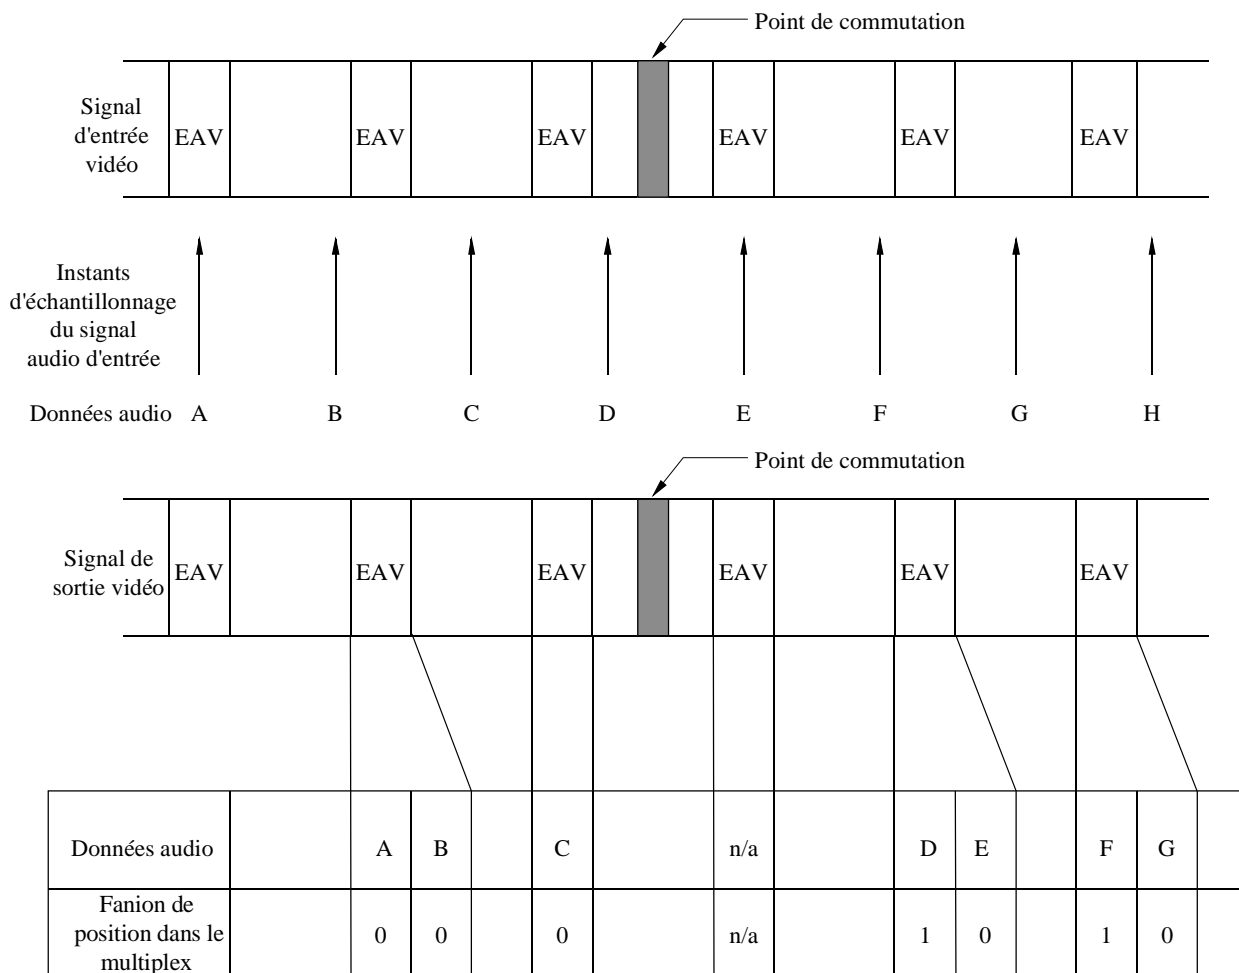 Point de commutation
Signal
d'entrée
vidéo
EAV EAV EAV EAV EAV EAV
Instants
d'échantillonnage
du signal
audio d'entrée
Données audio A B C D E F G H
Point de commutation
Signal de
sortie vidéo
EAV EAV EAV EAV EAV EAV
Données audio A B C n/a D E F G
Fanion de
position dans le
multiplex
0 0 0 n/a 1 0 1 0